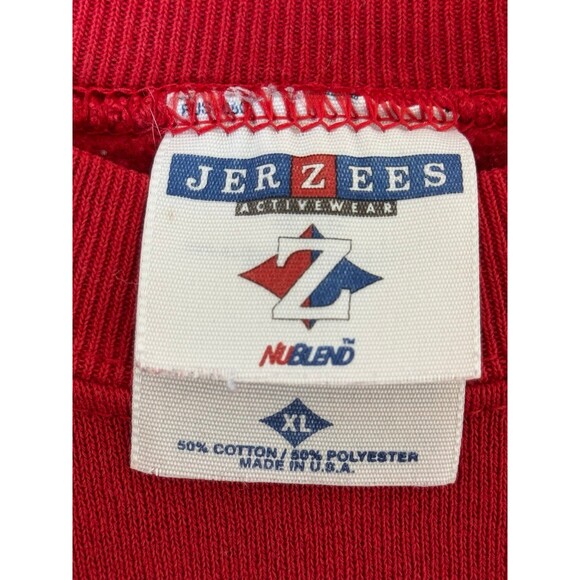 JERZEES
ACTIVEWEAR
Z
NUBLEND™
XL
50% COTTON / 50% POLYESTER
MADE IN U.S.A.